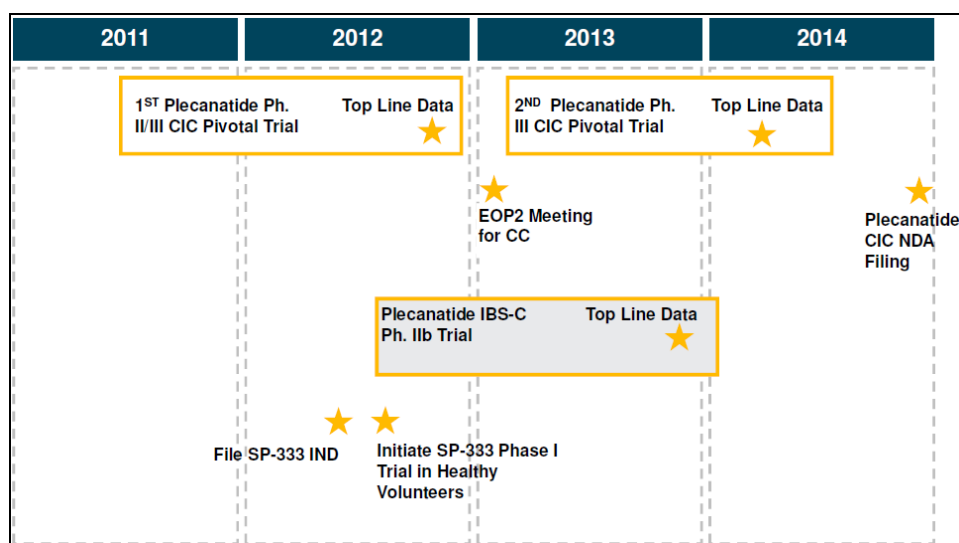 2011 2012 2013 2014
1ST Plecanatide Ph. Top Line Data
II/III CIC Pivotal Trial
2ND Plecanatide Ph. Top Line Data
III CIC Pivotal Trial
EOP2 Meeting
for CC
Plecanatide
CIC NDA
Filing
Plecanatide IBS-C Top Line Data
Ph. IIb Trial
File SP-333 IND
Initiate SP-333 Phase I
Trial in Healthy
Volunteers